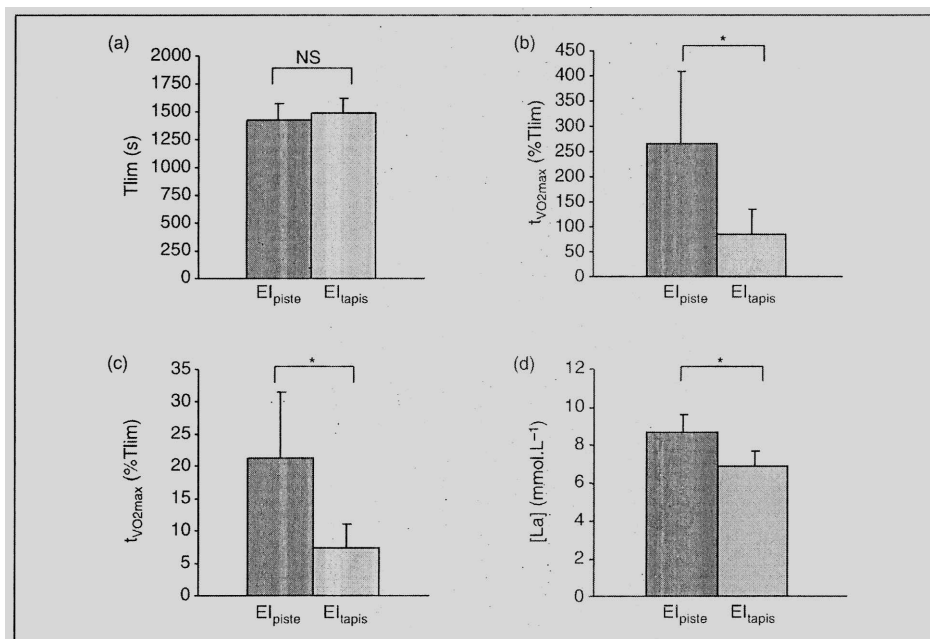 (a)
2000
1750
1500
1250
1000
750
500
250
0
Tlim (s)
NS
EIpiste EItapis
(b)
450
400
350
300
250
200
150
100
50
0
tVO2max (%Tlim)
*
EIpiste EItapis
(c)
35
30
25
20
15
10
5
0
tVO2max (%Tlim)
*
EIpiste EItapis
(d)
12
10
8
6
4
2
0
[La] (mmol.L⁻¹)
*
EIpiste EItapis